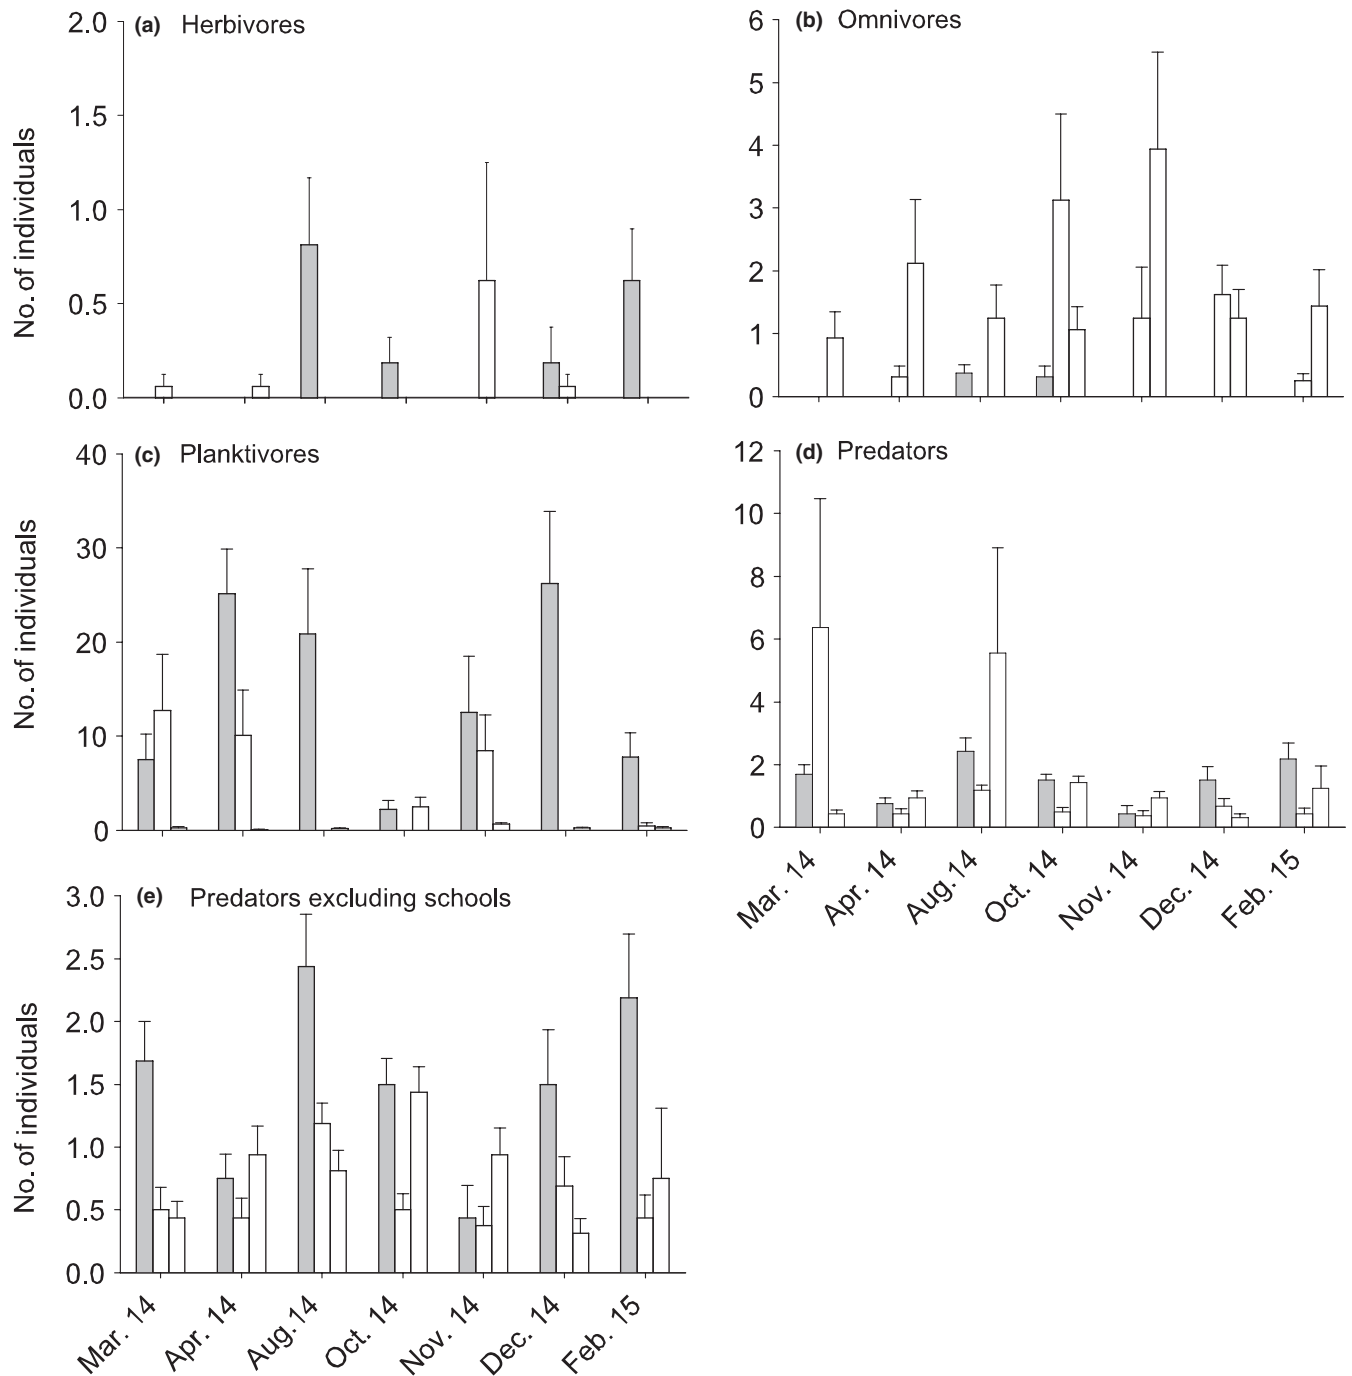 (a) Herbivores
No. of individuals
2.0
1.5
1.0
0.5
0.0
(b) Omnivores
6
5
4
3
2
1
0
(c) Planktivores
No. of individuals
40
30
20
10
0
(d) Predators
12
10
8
6
4
2
0
Mar. 14
Apr. 14
Aug. 14
Oct. 14
Nov. 14
Dec. 14
Feb. 15
(e) Predators excluding schools
No. of individuals
3.0
2.5
2.0
1.5
1.0
0.5
0.0
Mar. 14
Apr. 14
Aug. 14
Oct. 14
Nov. 14
Dec. 14
Feb. 15